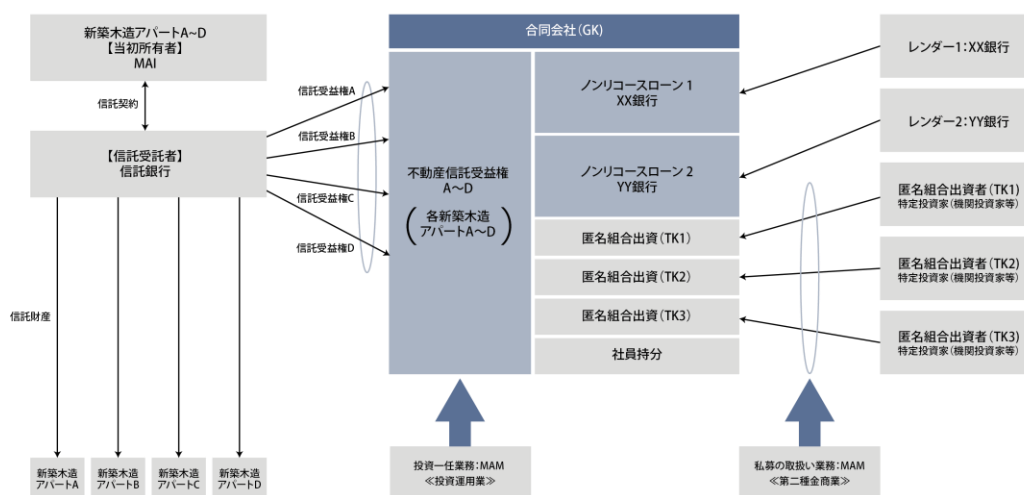 新築木造アパートA~D
【当初所有者】
MAI
信託契約
【信託受託者】
信託銀行
信託受益権A
信託受益権B
信託受益権C
信託受益権D
信託財産
新築木造
アパートA
新築木造
アパートB
新築木造
アパートC
新築木造
アパートD
合同会社(GK)
不動産信託受益権
A〜D
(各新築木造
アパートA〜D)
ノンリコースローン 1
XX銀行
ノンリコースローン 2
YY銀行
匿名組合出資(TK1)
匿名組合出資(TK2)
匿名組合出資(TK3)
社員持分
レンダー1:XX銀行
レンダー2:YY銀行
匿名組合出資者(TK1)
特定投資家(機関投資家等)
匿名組合出資者(TK2)
特定投資家(機関投資家等)
匿名組合出資者(TK3)
特定投資家(機関投資家等)
投資一任業務:MAM
≪投資運用業≫
私募の取扱い業務:MAM
≪第二種金商業≫